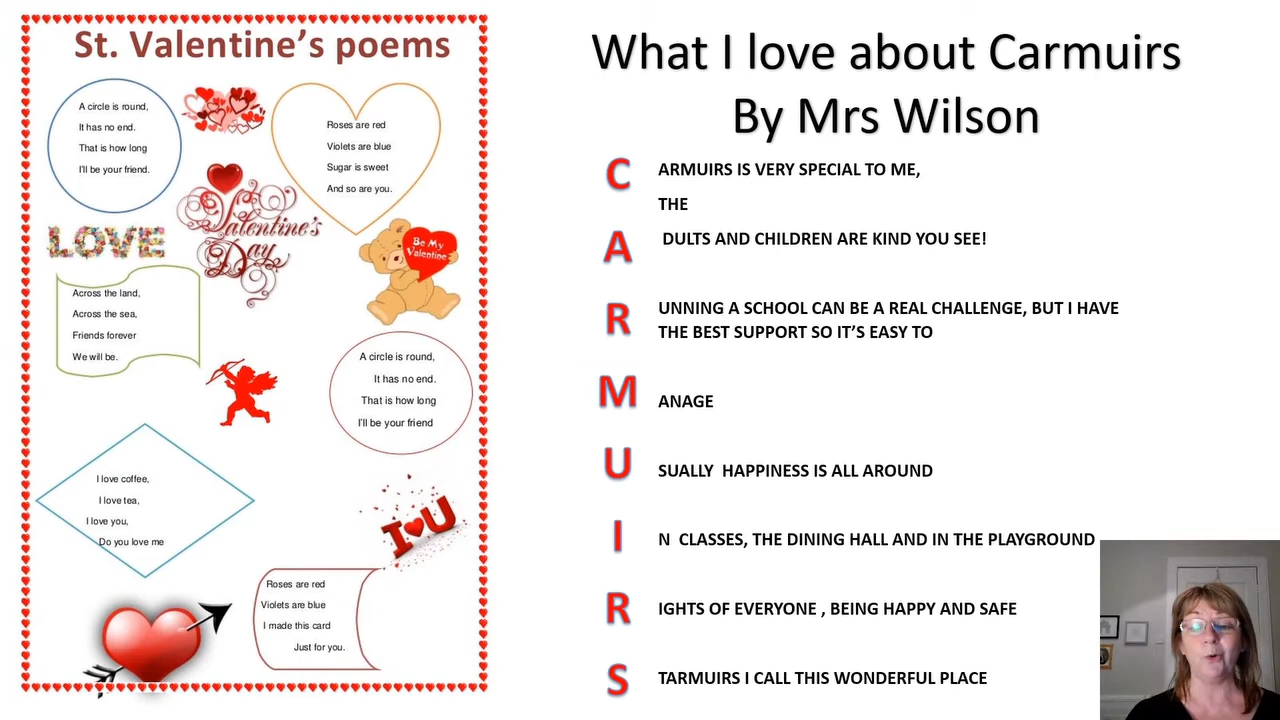 St. Valentine's poems
A circle is round,
It has no end.
That is how long
I'll be your friend.
Roses are red
Violets are blue
Sugar is sweet
And so are you.
Valentine's
Day
LOVE
Be My
Valentine
Across the land,
Across the sea,
Friends forever
We will be.
A circle is round,
It has no end.
That is how long
I'll be your friend
I love coffee,
I love tea,
I love you,
Do you love me
I U
Roses are red
Violets are blue
I made this card
Just for you.
What I love about Carmuirs
By Mrs Wilson
C ARMUIRS IS VERY SPECIAL TO ME,
THE
A DULTS AND CHILDREN ARE KIND YOU SEE!
R UNNING A SCHOOL CAN BE A REAL CHALLENGE, BUT I HAVE
THE BEST SUPPORT SO IT'S EASY TO
M ANAGE
U SUALLY HAPPINESS IS ALL AROUND
I N CLASSES, THE DINING HALL AND IN THE PLAYGROUND
R IGHTS OF EVERYONE , BEING HAPPY AND SAFE
S TARMUIRS I CALL THIS WONDERFUL PLACE